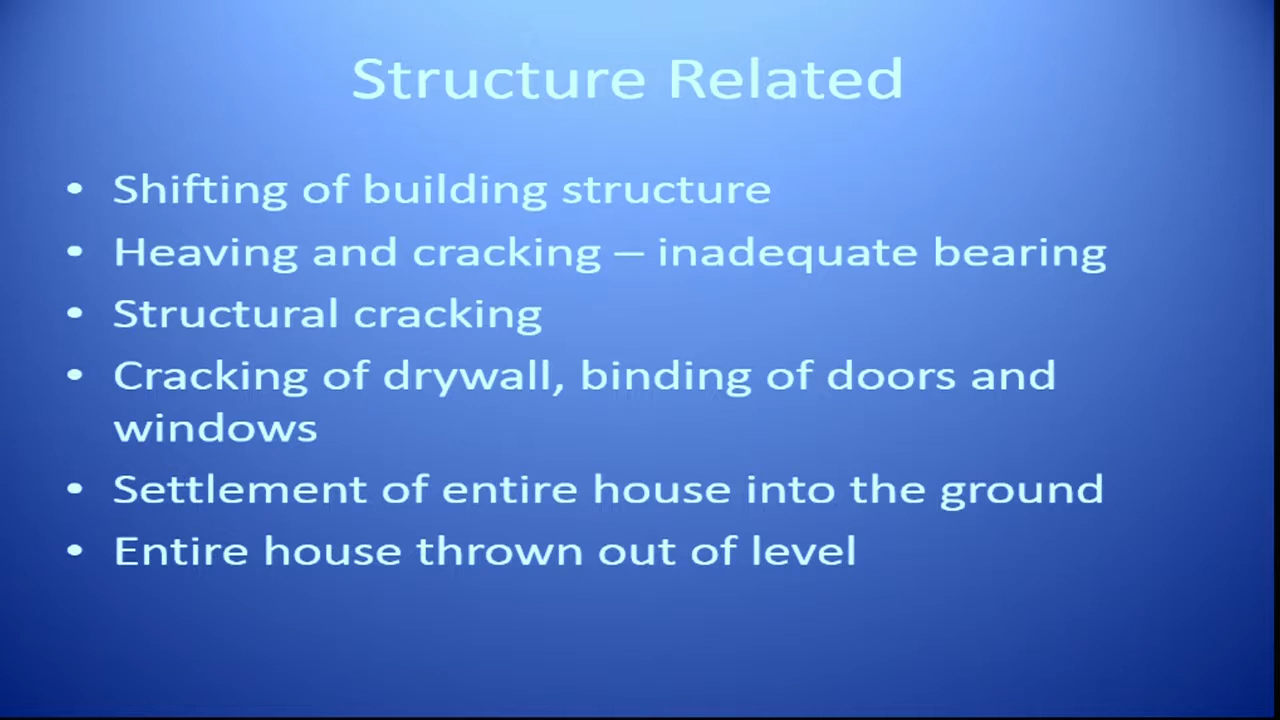 Structure Related
• Shifting of building structure
• Heaving and cracking – inadequate bearing
• Structural cracking
• Cracking of drywall, binding of doors and
windows
• Settlement of entire house into the ground
• Entire house thrown out of level